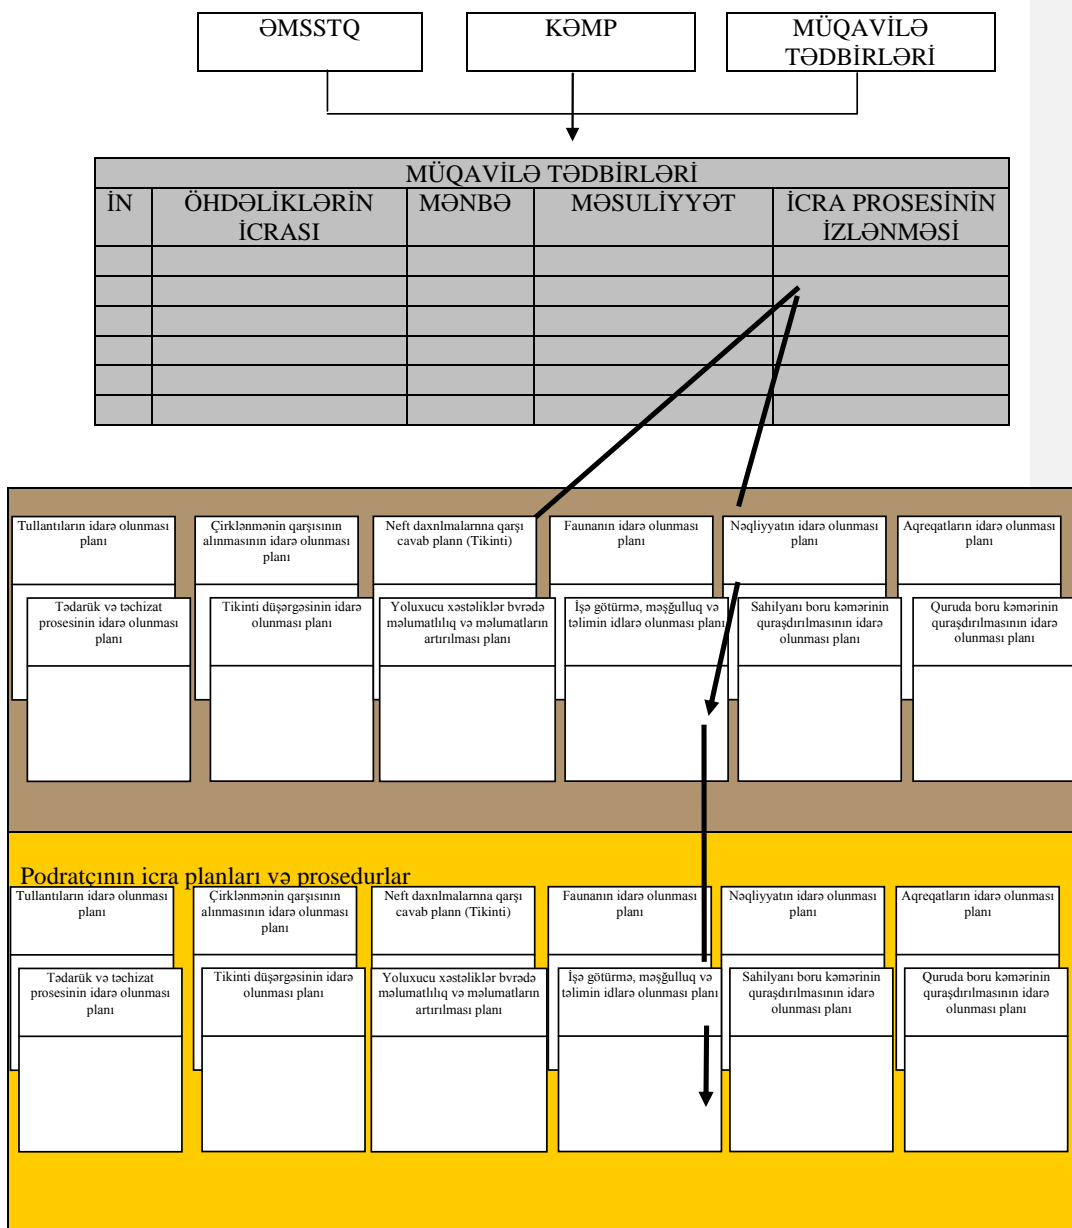 ƏMSSTQ
KƏMP
MÜQAVİLƏ
TƏDBİRLƏRİ
MÜQAVİLƏ TƏDBİRLƏRİ
İN
ÖHDƏLİKLƏRİN
İCRASI
MƏNBƏ
MƏSULİYYƏT
İCRA PROSESİNİN
İZLƏNMƏSİ
Tullantıların idarə olunması
planı
Çirklənmənin qarşısının
alınmasının idarə olunması
planı
Neft daxnlmalarnna qarşı
cavab plann (Tikinti)
Faunanın idarə olunması
planı
Nəqliyyatın idarə olunması
planı
Aqreqatların idarə olunması
planı
Tədarük və təchizat
prosesinin idarə olunması
planı
Tikinti düşərgəsinin idarə
olunması planı
Yoluxucu xəstəliklər bvrədə
məlumatlılıq və məlumatların
artırılması planı
İşə götürmə, məşğulluq və
təlimin idlarə olunası planı
Sahilyanı boru kəmərinin
quraşdırılmasının idarə
olunması planı
Quruda boru kəmərinin
quraşdırılmasının idarə
olunması planı
Podratçının icra planları və prosedurlar
Tullantıların idarə olunması
planı
Çirklənmənin qarşısının
alınmasının idarə olunması
planı
Neft daxnlmalarnna qarşı
cavab plann (Tikinti)
Faunanın idarə olunması
planı
Nəqliyyatın idarə olunması
planı
Aqreqatların idarə olunması
planı
Tədarük və təchizat
prosesinin idarə olunması
planı
Tikinti düşərgəsinin idarə
olunması planı
Yoluxucu xəstəliklər bvrədə
məlumatlılıq və məlumatların
artırılması planı
İşə götürmə, məşğulluq və
təlimin idlarə olunası planı
Sahilyanı boru kəmərinin
quraşdırılmasının idarə
olunması planı
Quruda boru kəmərinin
quraşdırılmasının idarə
olunması planı